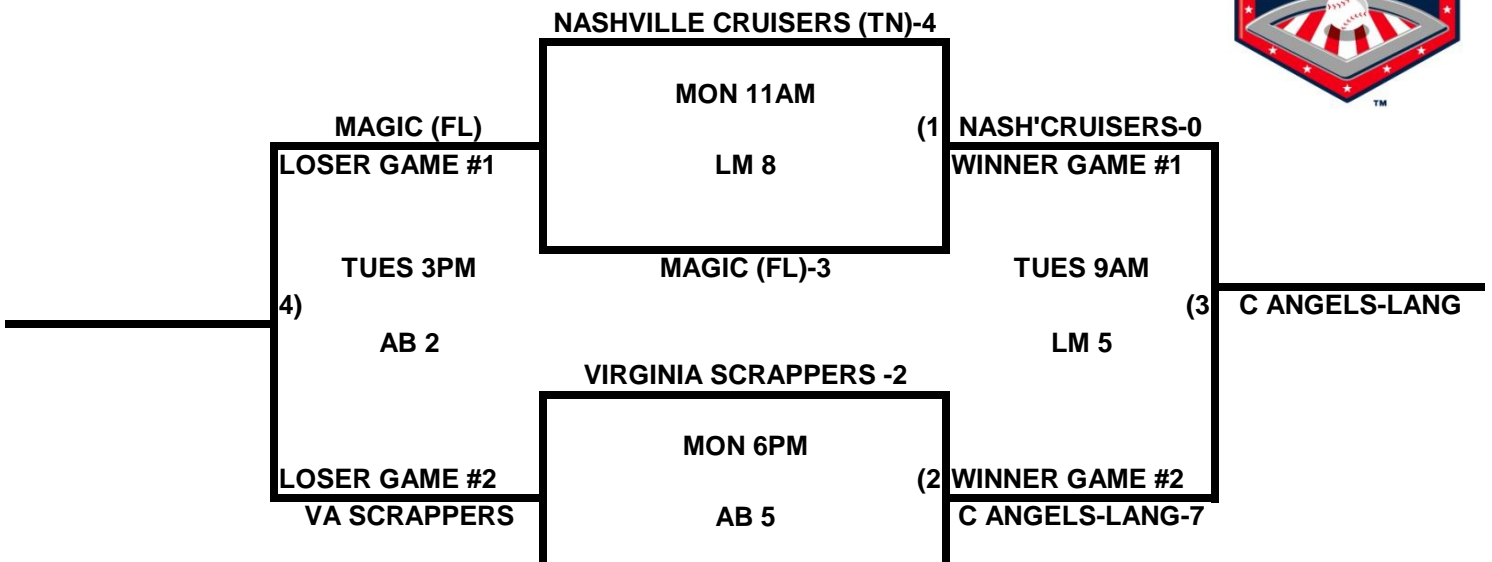 NASHVILLE CRUISERS (TN)-4
MON 11AM
TM
MAGIC (FL)
(1
NASH'CRUISERS-0
LOSER GAME #1
LM 8
WINNER GAME #1
TUES 3PM
MAGIC (FL)-3
TUES 9AM
4)
(3
C ANGELS-LANG
AB 2
LM 5
VIRGINIA SCRAPPERS -2
MON 6PM
LOSER GAME #2
(2
WINNER GAME #2
VA SCRAPPERS
AB 5
C ANGELS-LANG-7